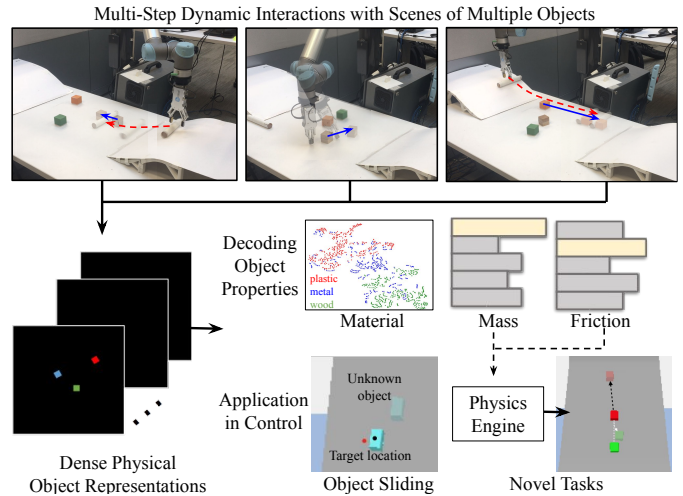 Multi-Step Dynamic Interactions with Scenes of Multiple Objects
Decoding
Object
Properties
plastic
metal
wood
Material
Mass
Friction
Application
in Control
Unknown
object
Target location
Physics
Engine
Dense Physical
Object Representations
Object Sliding
Novel Tasks